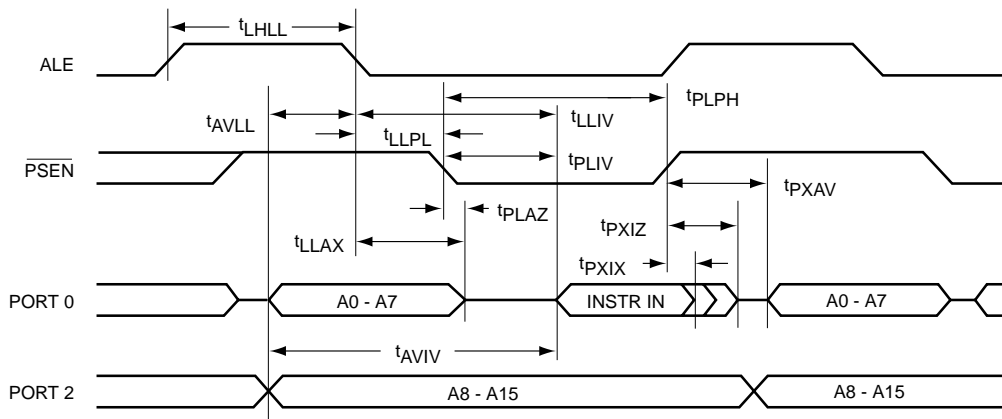 tLHLL
ALE
tPLPH
tAVLL
tLLIV
tLLPL
PSEN
tPLIV
tPXAV
tPLAZ
tPXIZ
tLLAX
tPXIX
PORT 0
A0 - A7
INSTR IN
A0 - A7
tAVIV
PORT 2
A8 - A15
A8 - A15